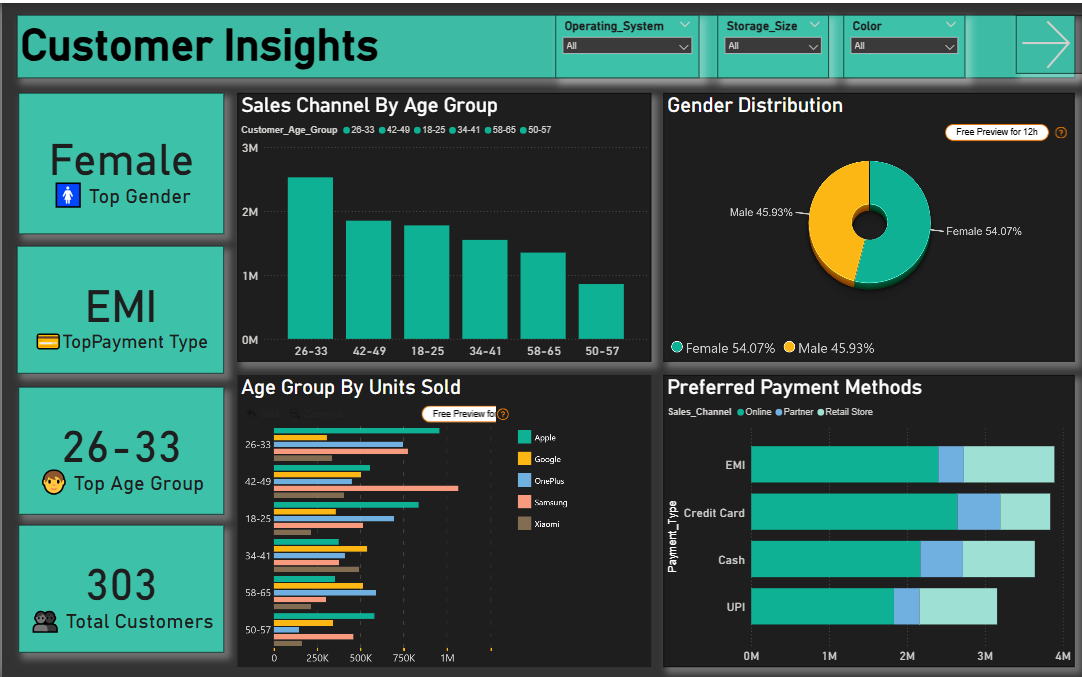 Customer Insights
Operating_System
All
Storage_Size
All
Color
All
Female
Top Gender
EMI
TopPayment Type
26-33
Top Age Group
303
Total Customers
Sales Channel By Age Group
Customer_Age_Group 26-33 42-49 18-25 34-41 58-65 50-57
3M
2M
1M
0M
26-33 42-49 18-25 34-41 58-65 50-57
Gender Distribution
Free Preview for 12h ?
Male 45.93%
Female 54.07%
Female 54.07% Male 45.93%
Age Group By Units Sold
Free Preview for ?
26-33
42-49
18-25
34-41
58-65
50-57
0 250K 500K 750K 1M
Apple
Google
OnePlus
Samsung
Xiaomi
Preferred Payment Methods
Sales_Channel Online Partner Retail Store
Payment_Type
EMI
Credit Card
Cash
UPI
0M 1M 2M 3M 4M